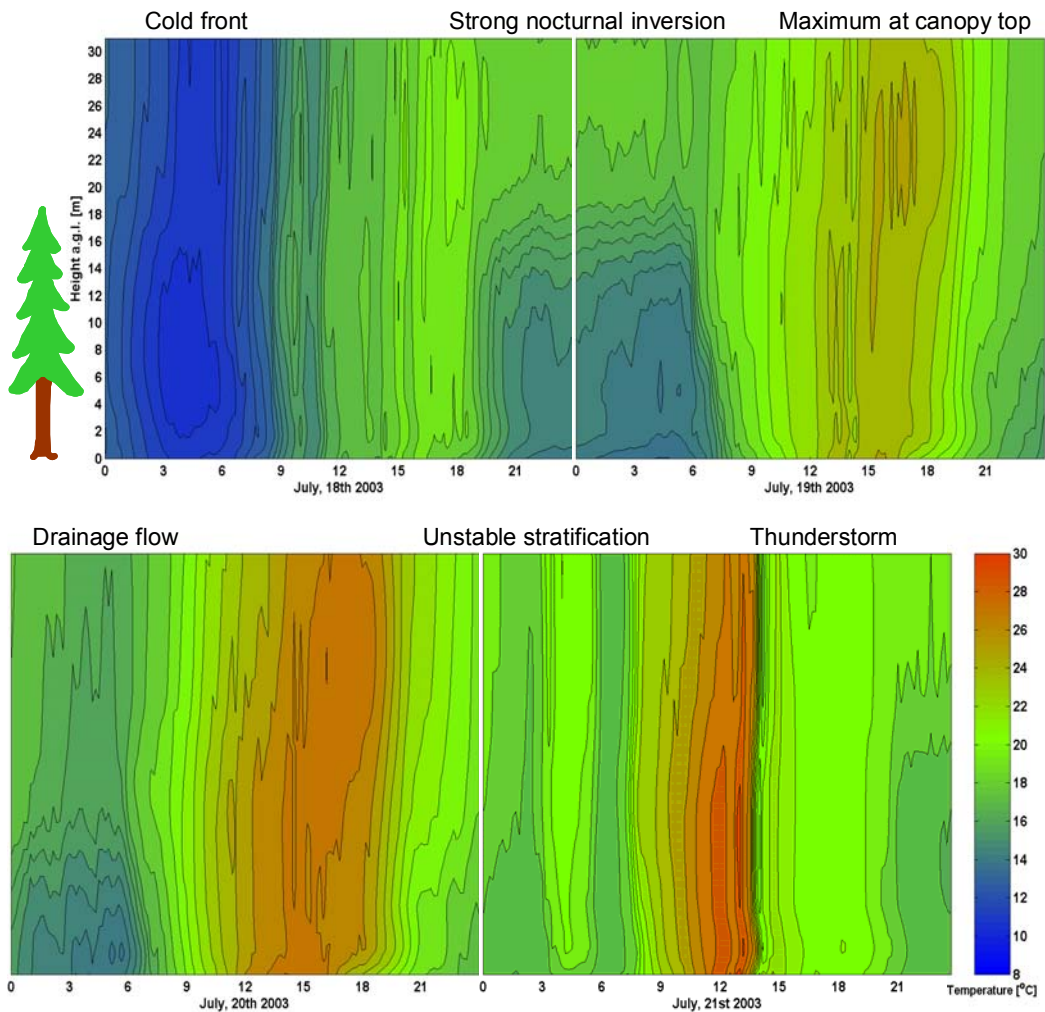 Cold front
Strong nocturnal inversion
Maximum at canopy top
Height a.g.l. [m]
30
28
26
24
22
20
18
16
14
12
10
8
6
4
2
0
0 3 6 9 12 15 18 21
July, 18th 2003
0 3 6 9 12 15 18 21
July, 19th 2003
Drainage flow
Unstable stratification
Thunderstorm
0 3 6 9 12 15 18 21
July, 20th 2003
0 3 6 9 12 15 18 21
July, 21st 2003
30
28
26
24
22
20
18
16
14
12
10
8
Temperature [°C]